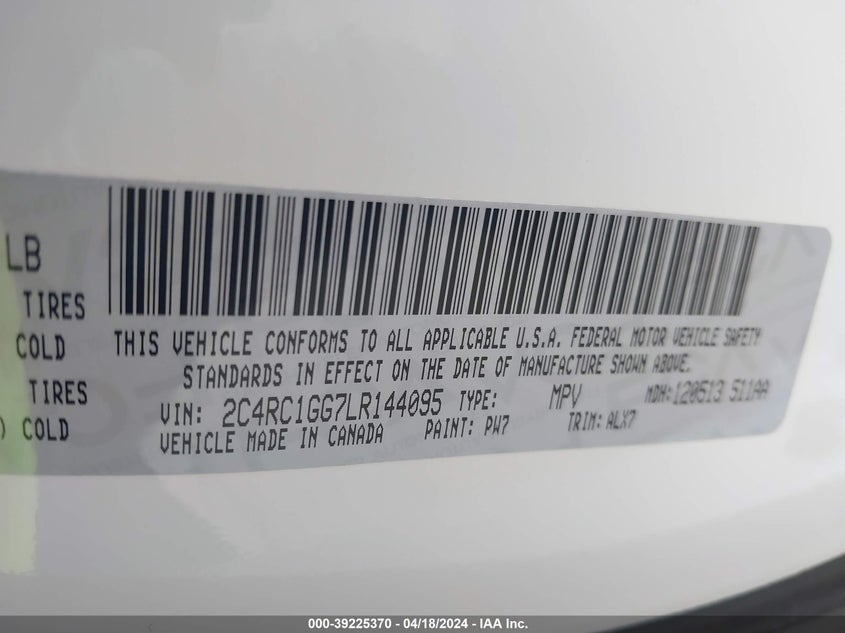 LB
TIRES
COLD
TIRES
) COLD
THIS VEHICLE CONFORMS TO ALL APPLICABLE U.S.A. FEDERAL MOTOR VEHICLE SAFETY
STANDARDS IN EFFECT ON THE DATE OF MANUFACTURE SHOWN ABOVE.
VIN: 2C4RC1GG7LR144095 TYPE: MPV MDH:120513 511AA
VEHICLE MADE IN CANADA PAINT: PW7 TRIM: ALX7
000-39225370 - 04/18/2024 - IAA Inc.